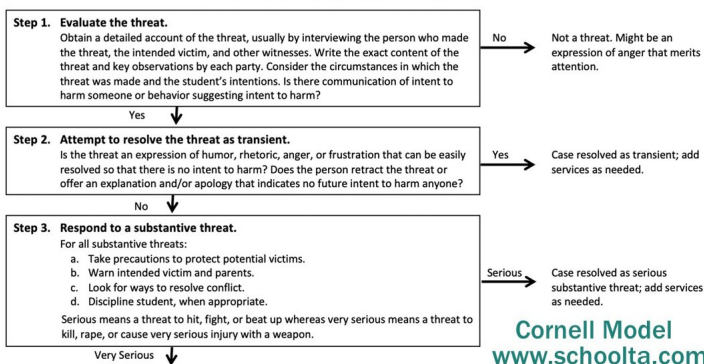 Step 1. Evaluate the threat.
Obtain a detailed account of the threat, usually by interviewing the person who made
the threat, the intended victim, and other witnesses. Write the exact content of the
threat and key observations by each party. Consider the circumstances in which the
threat was made and the student's intentions. Is there communication of intent to
harm someone or behavior suggesting intent to harm?
No
Not a threat. Might be an
expression of anger that merits
attention.
Yes
Step 2. Attempt to resolve the threat as transient.
Is the threat an expression of humor, rhetoric, anger, or frustration that can be easily
resolved so that there is no intent to harm? Does the person retract the threat or
offer an explanation and/or apology that indicates no future intent to harm anyone?
Yes
Case resolved as transient; add
services as needed.
No
Step 3. Respond to a substantive threat.
For all substantive threats:
a. Take precautions to protect potential victims.
b. Warn intended victim and parents.
c. Look for ways to resolve conflict.
d. Discipline student, when appropriate.
Serious means a threat to hit, fight, or beat up whereas very serious means a threat to
kill, rape, or cause very serious injury with a weapon.
Serious
Case resolved as serious
substantive threat; add services
as needed.
Very Serious
Cornell Model
www.schoolta.com